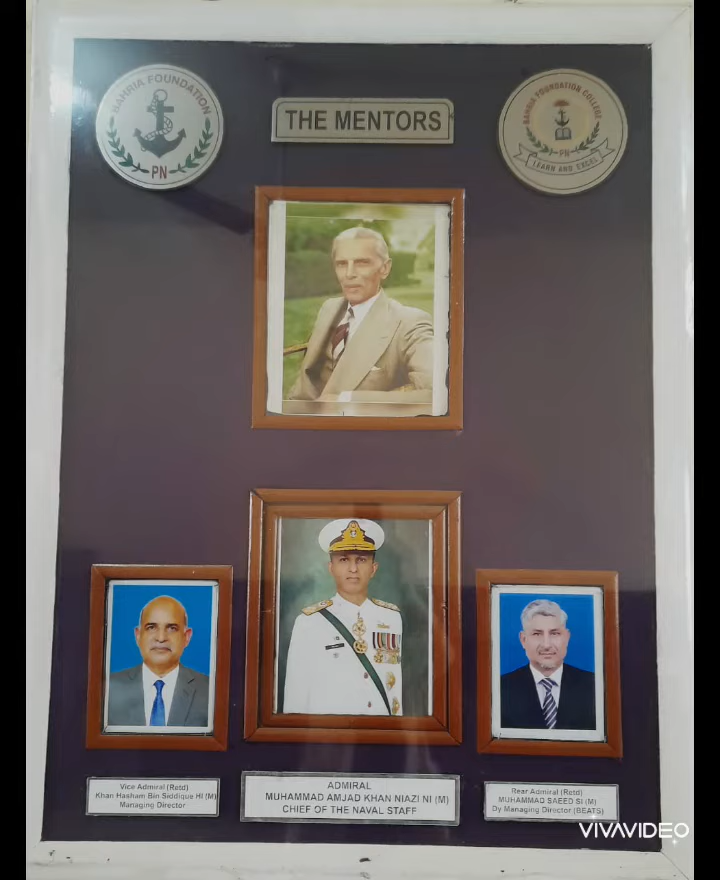 BAHRIA FOUNDATION
PN
THE MENTORS
BAHRIA FOUNDATION COLLEGE
PN
LEARN AND EXCEL
Vice Admiral (Retd)
Khan Hasham Bin Siddique HI (M)
Managing Director
ADMIRAL
MUHAMMAD AMJAD KHAN NIAZI NI (M)
CHIEF OF THE NAVAL STAFF
Rear Admiral (Retd)
MUHAMMAD SAEED SI (M)
Dy Managing Director (BEATS)
VIVAVIDEO